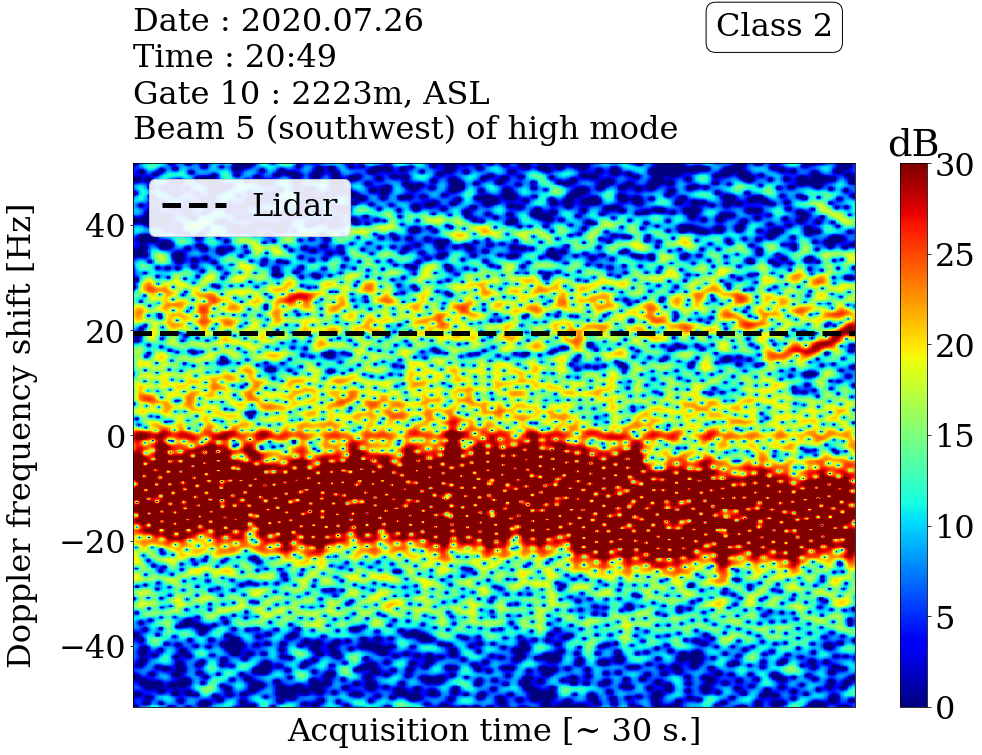 Date : 2020.07.26
Time : 20:49
Gate 10 : 2223m, ASL
Beam 5 (southwest) of high mode
Class 2
dB
Lidar
Doppler frequency shift [Hz]
40
20
0
−20
−40
30
25
20
15
10
5
0
Acquisition time [~ 30 s.]